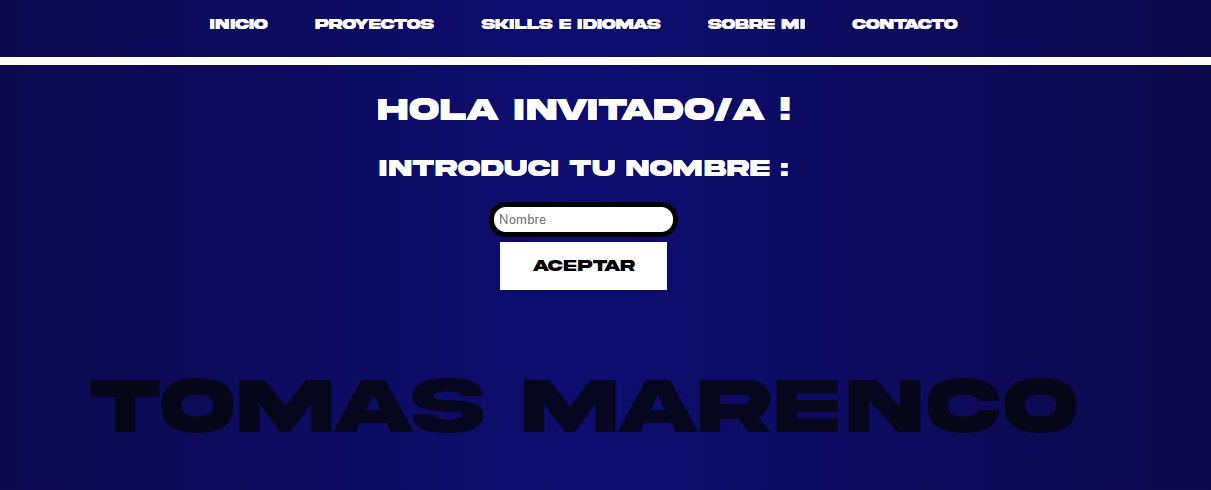 INICIO PROYECTOS SKILLS E IDIOMAS SOBRE MI CONTACTO
HOLA INVITADO/A !
INTRODUCI TU NOMBRE :
Nombre
ACEPTAR
TOMAS MARENCO